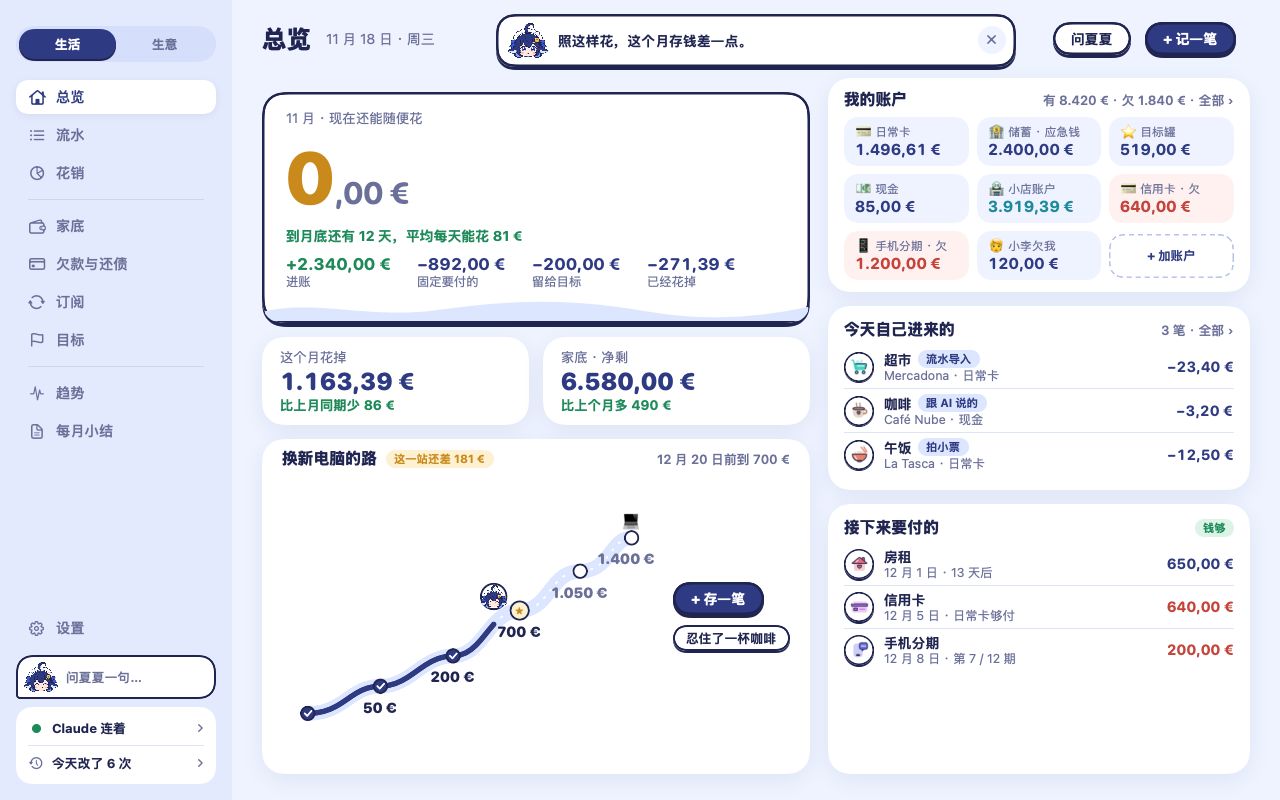 生活
生意
总览
流水
花销
家底
欠款与还债
订阅
目标
趋势
每月小结
设置
问夏夏一句…
Claude 连着
今天改了 6 次
总览
11 月 18 日 · 周三
照这样花，这个月存钱差一点。
问夏夏
+ 记一笔
11 月 · 现在还能随便花
0,00 €
到月底还有 12 天，平均每天能花 81 €
+2.340,00 €
进账
−892,00 €
固定要付的
−200,00 €
留给目标
−271,39 €
已经花掉
这个月花掉
1.163,39 €
比上月同期少 86 €
家底 · 净剩
6.580,00 €
比上个月多 490 €
换新电脑的路
这一站还差 181 €
12 月 20 日前到 700 €
1.400 €
1.050 €
700 €
200 €
50 €
+ 存一笔
忍住了一杯咖啡
我的账户
有 8.420 € · 欠 1.840 € · 全部 ›
日常卡
1.496,61 €
储蓄 · 应急钱
2.400,00 €
目标罐
519,00 €
现金
85,00 €
小店账户
3.919,39 €
信用卡 · 欠
640,00 €
手机分期 · 欠
1.200,00 €
小李欠我
120,00 €
+ 加账户
今天自己进来的
3 笔 · 全部 ›
超市 流水导入
Mercadona · 日常卡
−23,40 €
咖啡 跟 AI 说的
Café Nube · 现金
−3,20 €
午饭 拍小票
La Tasca · 日常卡
−12,50 €
接下来要付的
钱够
房租
12 月 1 日 · 13 天后
650,00 €
信用卡
12 月 5 日 · 日常卡够付
640,00 €
手机分期
12 月 8 日 · 第 7 / 12 期
200,00 €